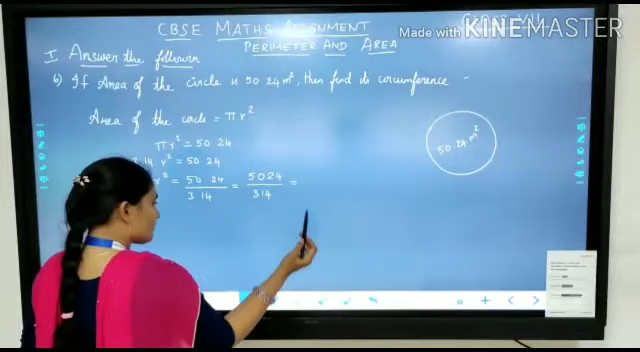 Made with KINEMASTER
CBSE MATHS ASSIGNMENT
PERIMETER AND AREA
I Answer the
6) If Area of the circle is 50 24 m², then find its circumference
Area of the circle = πr²
πr² = 50 24
3 14 r² = 50 24
r² = 50 24 / 3 14 = 5024 / 314 =
50 24 m²